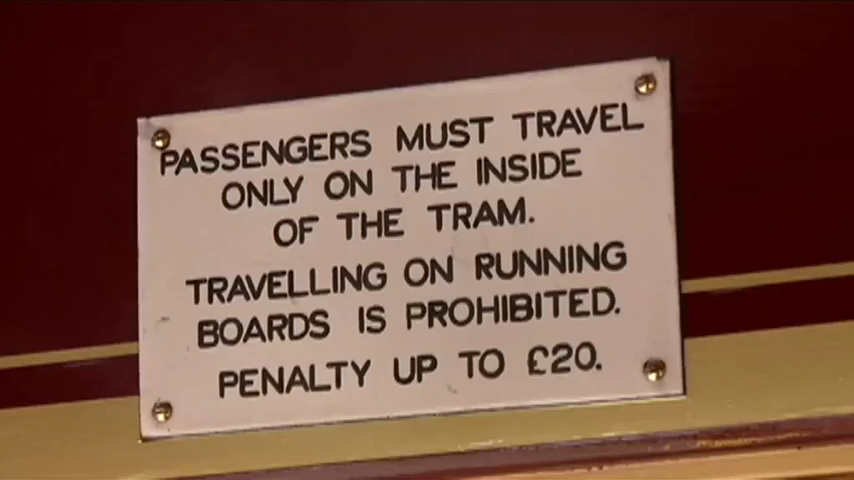 PASSENGERS MUST TRAVEL
ONLY ON THE INSIDE
OF THE TRAM.
TRAVELLING ON RUNNING
BOARDS IS PROHIBITED.
PENALTY UP TO £20.